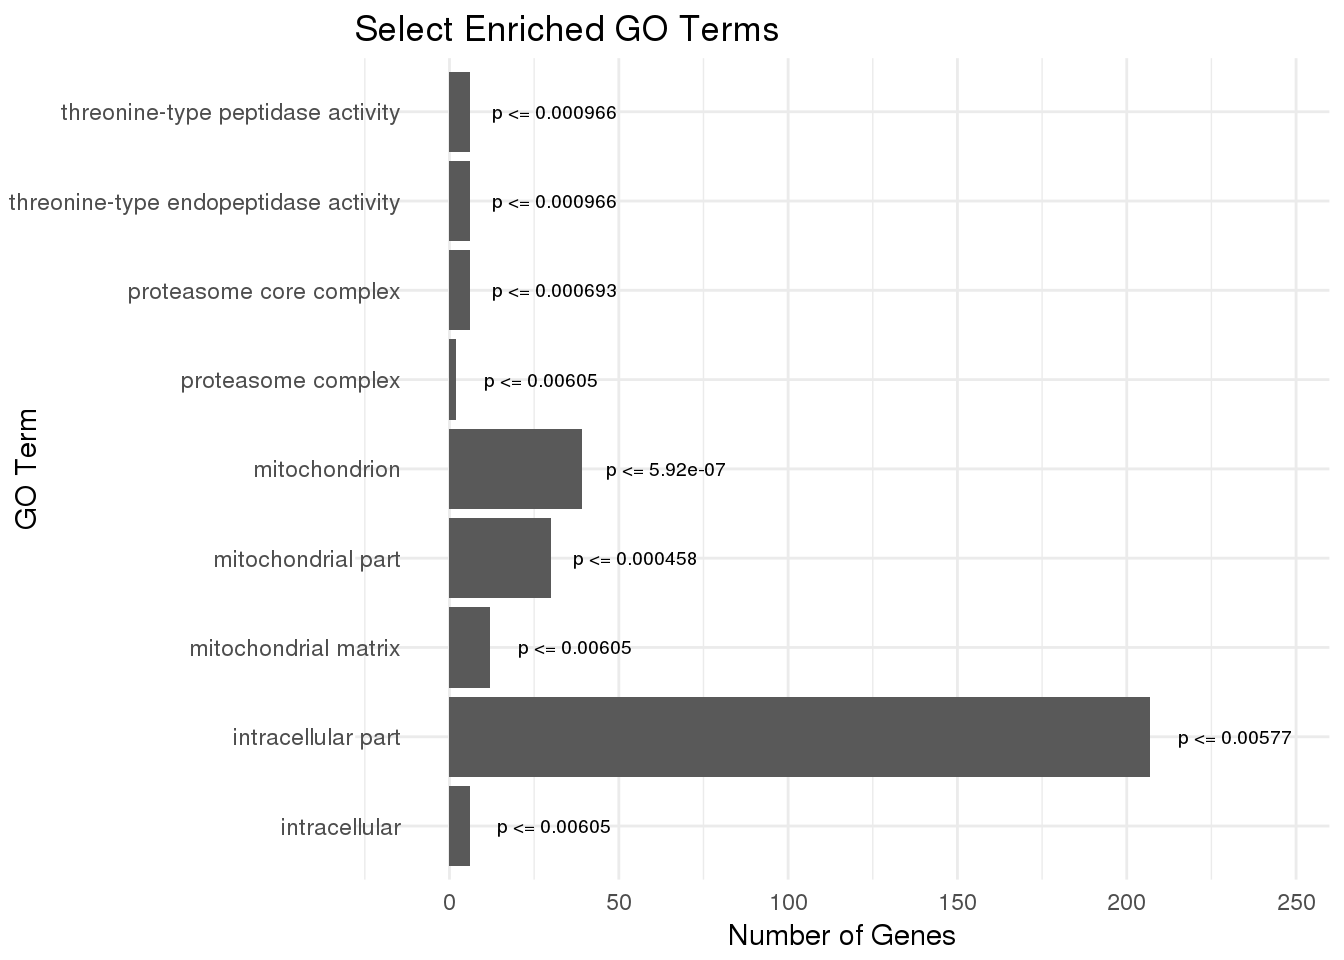 Select Enriched GO Terms
threonine-type peptidase activity
p <= 0.000966
threonine-type endopeptidase activity
p <= 0.000966
proteasome core complex
p <= 0.000693
proteasome complex
p <= 0.00605
mitochondrion
p <= 5.92e-07
mitochondrial part
p <= 0.000458
mitochondrial matrix
p <= 0.00605
intracellular part
p <= 0.00577
intracellular
p <= 0.00605
GO Term
0 50 100 150 200 250
Number of Genes